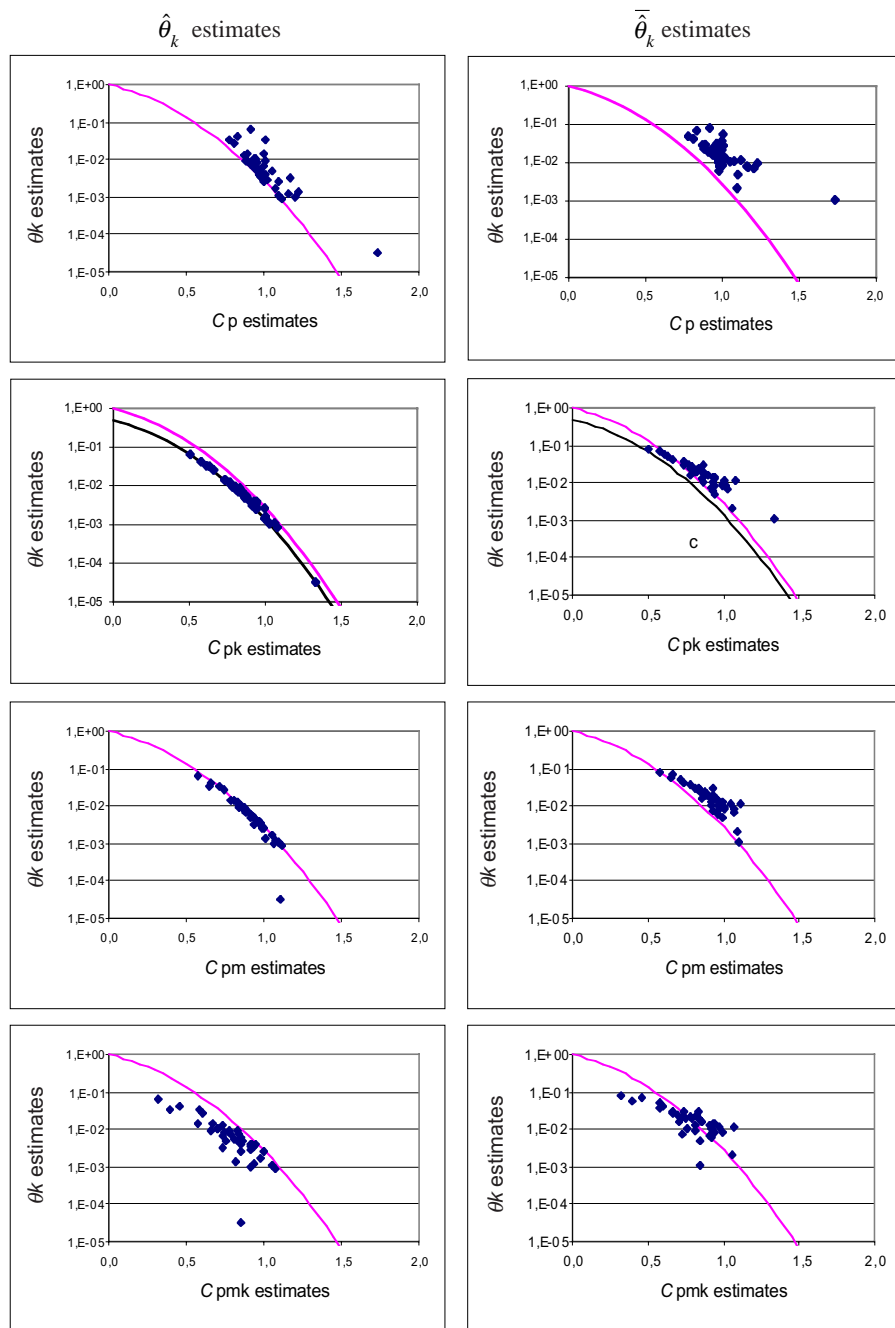 θ̂k estimates
θ̂̅k estimates
θk estimates
1,E+00
1,E-01
1,E-02
1,E-03
1,E-04
1,E-05
0,0 0,5 1,0 1,5 2,0
C p estimates
θk estimates
1,E+00
1,E-01
1,E-02
1,E-03
1,E-04
1,E-05
0,0 0,5 1,0 1,5 2,0
C p estimates
θk estimates
1,E+00
1,E-01
1,E-02
1,E-03
1,E-04
1,E-05
0,0 0,5 1,0 1,5 2,0
C pk estimates
θk estimates
1,E+00
1,E-01
1,E-02
1,E-03
1,E-04
1,E-05
c
0,0 0,5 1,0 1,5 2,0
C pk estimates
θk estimates
1,E+00
1,E-01
1,E-02
1,E-03
1,E-04
1,E-05
0,0 0,5 1,0 1,5 2,0
C pm estimates
θk estimates
1,E+00
1,E-01
1,E-02
1,E-03
1,E-04
1,E-05
0,0 0,5 1,0 1,5 2,0
C pm estimates
θk estimates
1,E+00
1,E-01
1,E-02
1,E-03
1,E-04
1,E-05
0,0 0,5 1,0 1,5 2,0
C pmk estimates
θk estimates
1,E+00
1,E-01
1,E-02
1,E-03
1,E-04
1,E-05
0,0 0,5 1,0 1,5 2,0
C pmk estimates